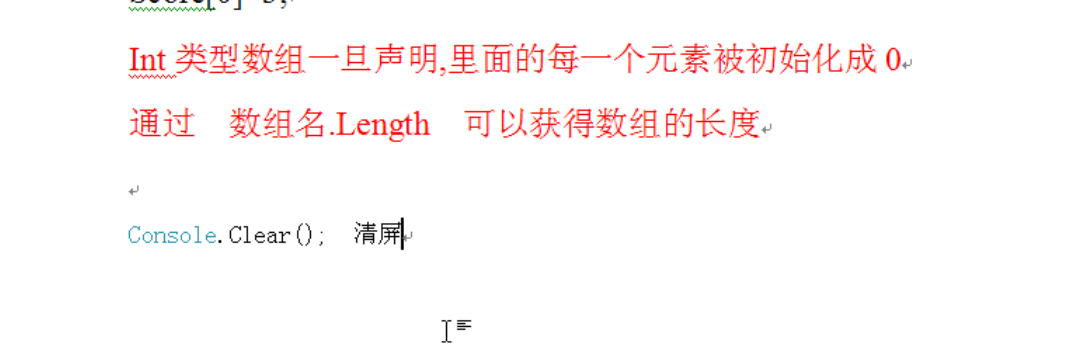 Int 类型数组一旦声明,里面的每一个元素被初始化成 0
通过 数组名.Length 可以获得数组的长度
Console.Clear(); 清屏